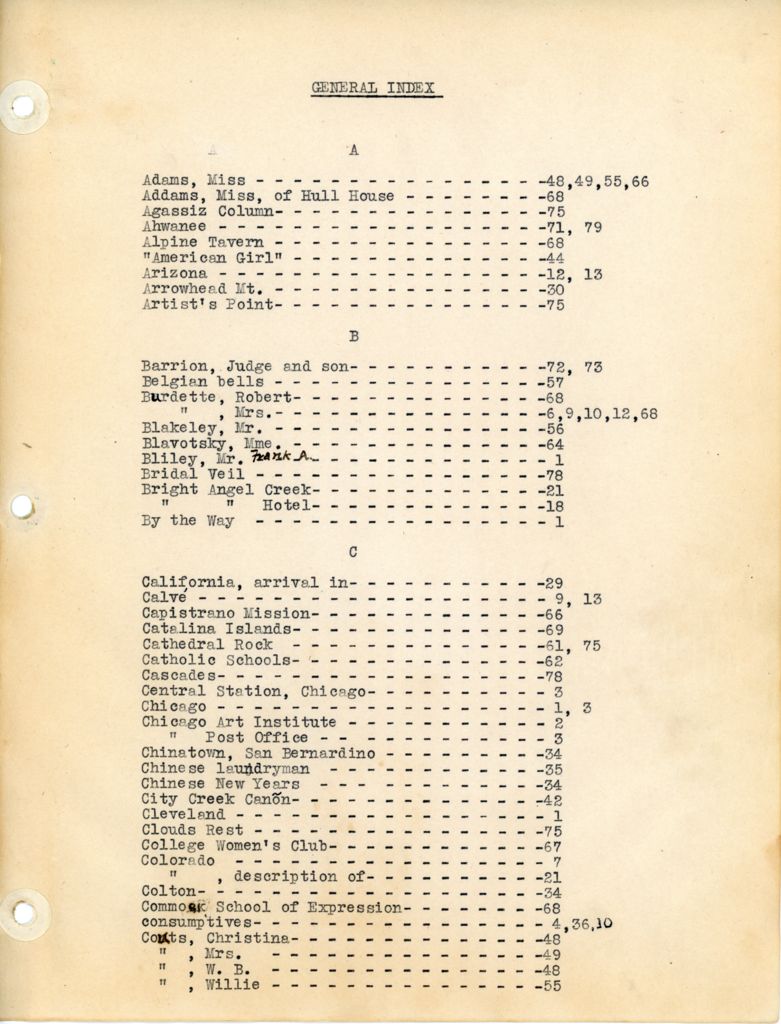 GENERAL INDEX
A
Adams, Miss - - - - - - - - - - - - - - - - -48,49,55,66
Addams, Miss, of Hull House - - - - - - - -68
Agassiz Column- - - - - - - - - - - - - - - -75
Ahwanee - - - - - - - - - - - - - - - - - - -71, 79
Alpine Tavern - - - - - - - - - - - - - - - -68
"American Girl" - - - - - - - - - - - - - - -44
Arizona - - - - - - - - - - - - - - - - - - -12, 13
Arrowhead Mt. - - - - - - - - - - - - - - - -30
Artist's Point- - - - - - - - - - - - - - - -75
B
Barrion, Judge and son- - - - - - - - - - - -72, 73
Belgian bells - - - - - - - - - - - - - - - -57
Burdette, Robert- - - - - - - - - - - - - - -68
" , Mrs.- - - - - - - - - - - - - - - -6,9,10,12,68
Blakeley, Mr. - - - - - - - - - - - - - - - -56
Blavotsky, Mme. - - - - - - - - - - - - - - -64
Bliley, Mr. Frank A. - - - - - - - - - - - - - 1
Bridal Veil - - - - - - - - - - - - - - - - -78
Bright Angel Creek- - - - - - - - - - - - - -21
" " Hotel- - - - - - - - - - - - - -18
By the Way - - - - - - - - - - - - - - - - - 1
C
California, arrival in- - - - - - - - - - - -29
Calvé - - - - - - - - - - - - - - - - - - - - 9, 13
Capistrano Mission- - - - - - - - - - - - - -66
Catalina Islands- - - - - - - - - - - - - - -69
Cathedral Rock - - - - - - - - - - - - - - -61, 75
Catholic Schools- - - - - - - - - - - - - - -62
Cascades- - - - - - - - - - - - - - - - - - -78
Central Station, Chicago- - - - - - - - - - - 3
Chicago - - - - - - - - - - - - - - - - - - - 1, 3
Chicago Art Institute - - - - - - - - - - - - 2
" Post Office - - - - - - - - - - - - - 3
Chinatown, San Bernardino - - - - - - - - - -34
Chinese laundryman - - - - - - - - - - - - -35
Chinese New Years - - - - - - - - - - - - -34
City Creek Canõn- - - - - - - - - - - - - - -42
Cleveland - - - - - - - - - - - - - - - - - - 1
Clouds Rest - - - - - - - - - - - - - - - - -75
College Women's Club- - - - - - - - - - - - -67
Colorado - - - - - - - - - - - - - - - - - - 7
" , description of- - - - - - - - - - -21
Colton- - - - - - - - - - - - - - - - - - - -34
School of Expression- - - - - - - - -68
consumptives- - - - - - - - - - - - - - - - - 4,36,10
Coutts, Christina- - - - - - - - - - - - - - -48
" , Mrs. - - - - - - - - - - - - - - - -49
" , W. B. - - - - - - - - - - - - - - - -48
" , Willie - - - - - - - - - - - - - - - -55